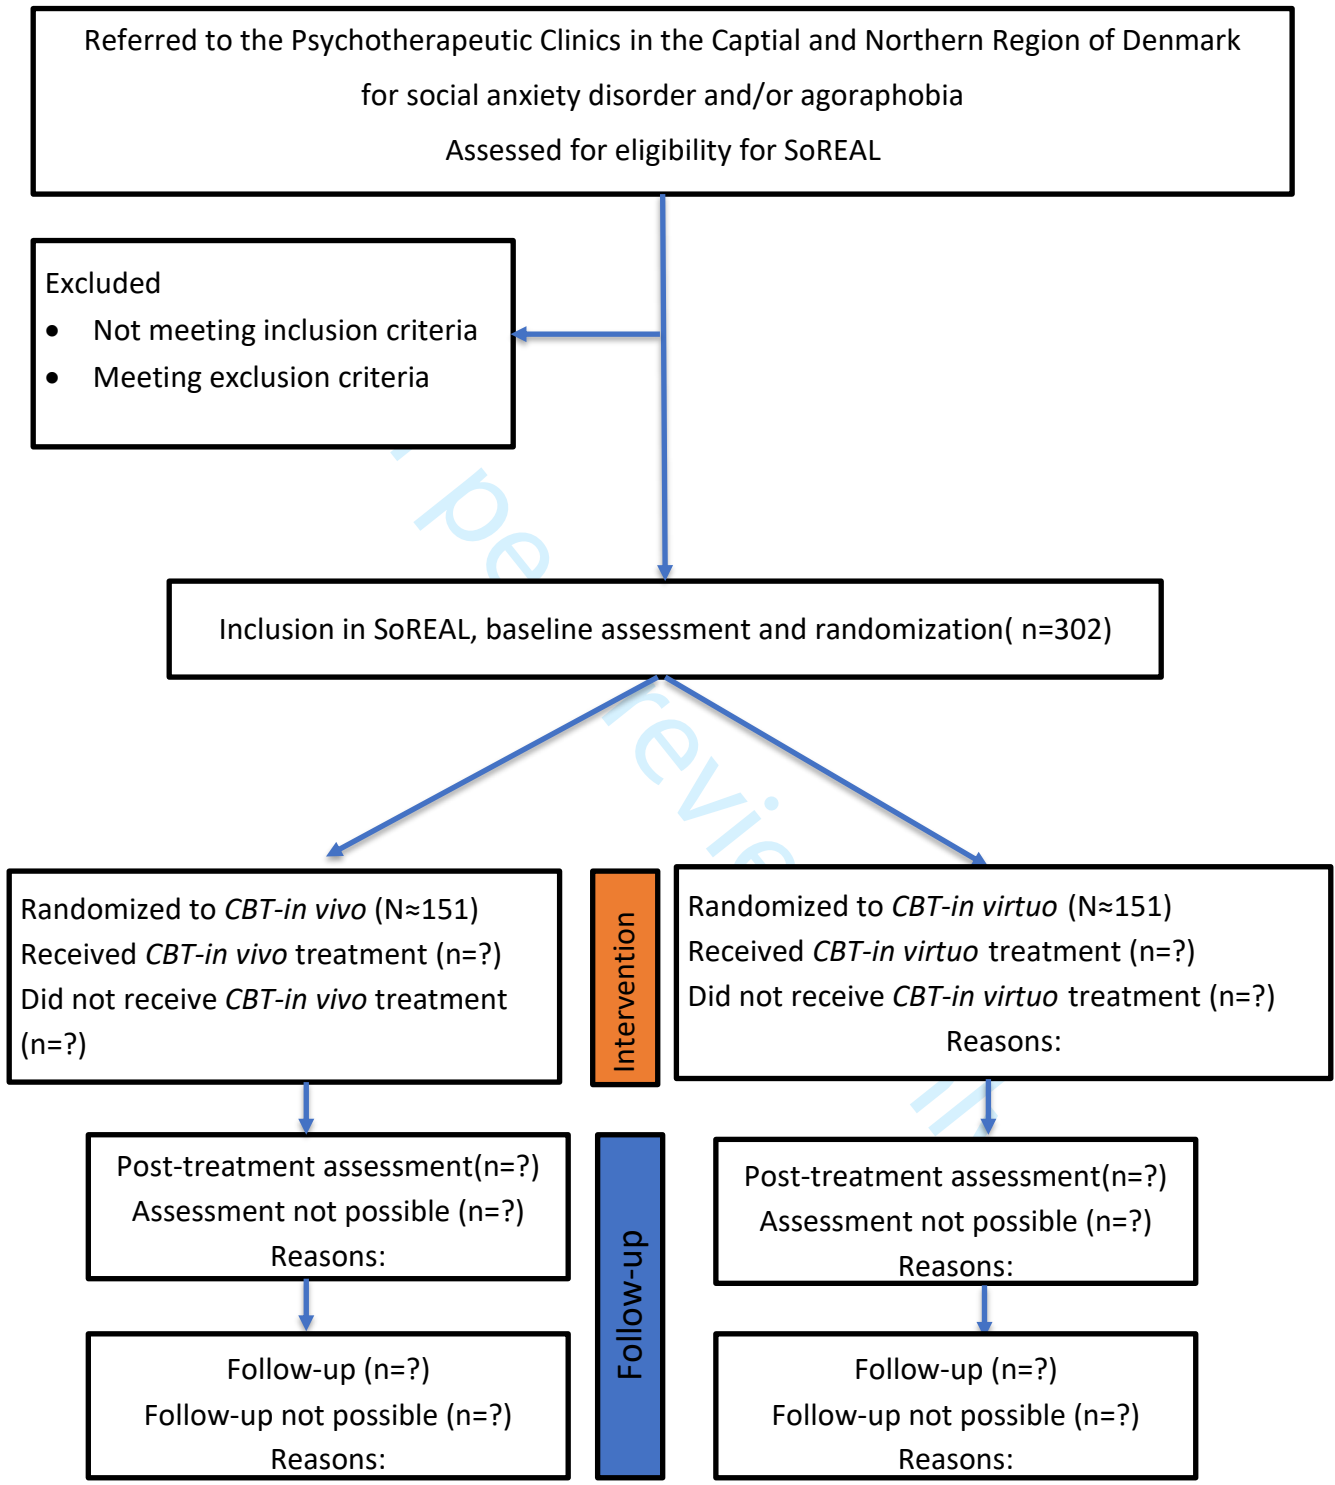 Referred to the Psychotherapeutic Clinics in the Captial and Northern Region of Denmark
for social anxiety disorder and/or agoraphobia
Assessed for eligibility for SoREAL
Excluded
• Not meeting inclusion criteria
• Meeting exclusion criteria
Inclusion in SoREAL, baseline assessment and randomization( n=302)
Randomized to CBT-in vivo (N≈151)
Received CBT-in vivo treatment (n=?)
Did not receive CBT-in vivo treatment
(n=?)
Intervention
Randomized to CBT-in virtuo (N≈151)
Received CBT-in virtuo treatment (n=?)
Did not receive CBT-in virtuo treatment (n=?)
Reasons:
Post-treatment assessment(n=?)
Assessment not possible (n=?)
Reasons:
Follow-up
Post-treatment assessment(n=?)
Assessment not possible (n=?)
Reasons:
Follow-up (n=?)
Follow-up not possible (n=?)
Reasons:
Follow-up (n=?)
Follow-up not possible (n=?)
Reasons: